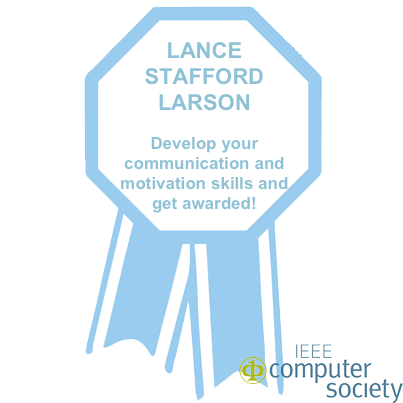 LANCE
STAFFORD
LARSON
Develop your
communication and
motivation skills and
get awarded!
IEEE
computer
society